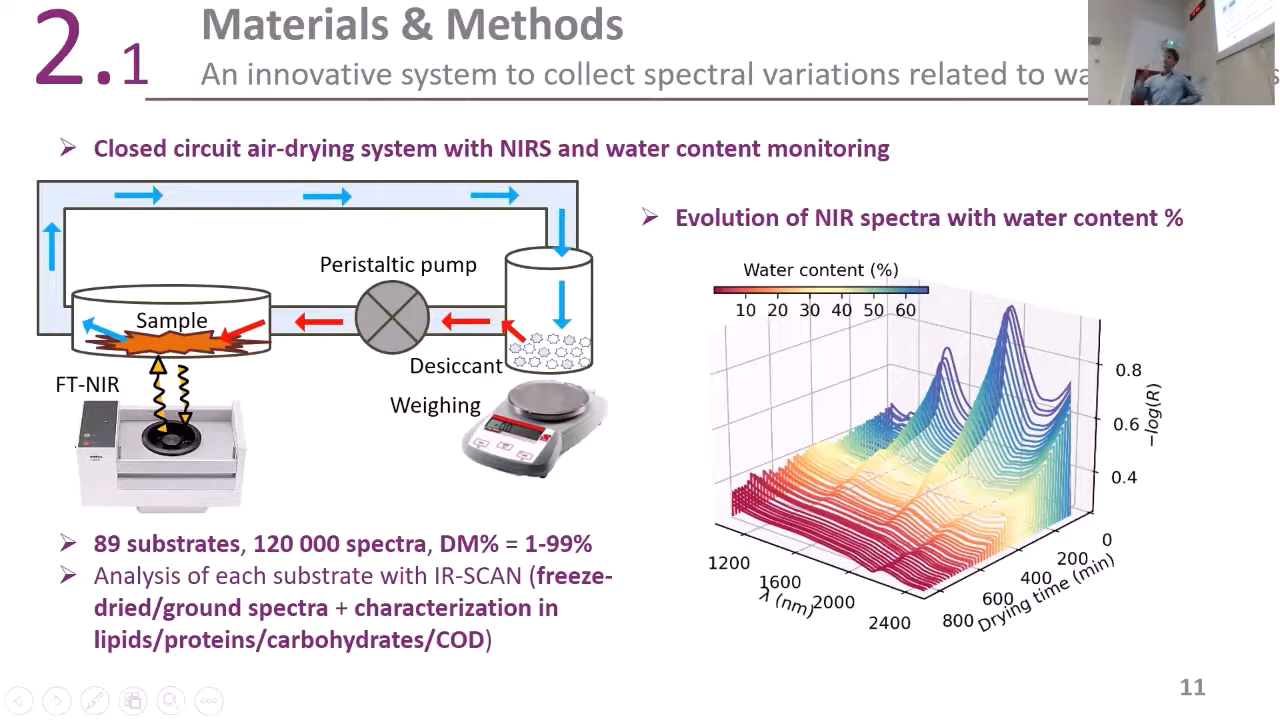 2.1
Materials & Methods
An innovative system to collect spectral variations related to
➢ Closed circuit air-drying system with NIRS and water content monitoring
➢ Evolution of NIR spectra with water content %
Peristaltic pump
Sample
Desiccant
FT-NIR
Weighing
Water content (%)
10 20 30 40 50 60
0.8
0.6
0.4
−log(R)
1200
1600
2000
2400
λ (nm)
0
200
400
600
800
Drying time (min)
➢ 89 substrates, 120 000 spectra, DM% = 1-99%
➢ Analysis of each substrate with IR-SCAN (freeze-
dried/ground spectra + characterization in
lipids/proteins/carbohydrates/COD)
11